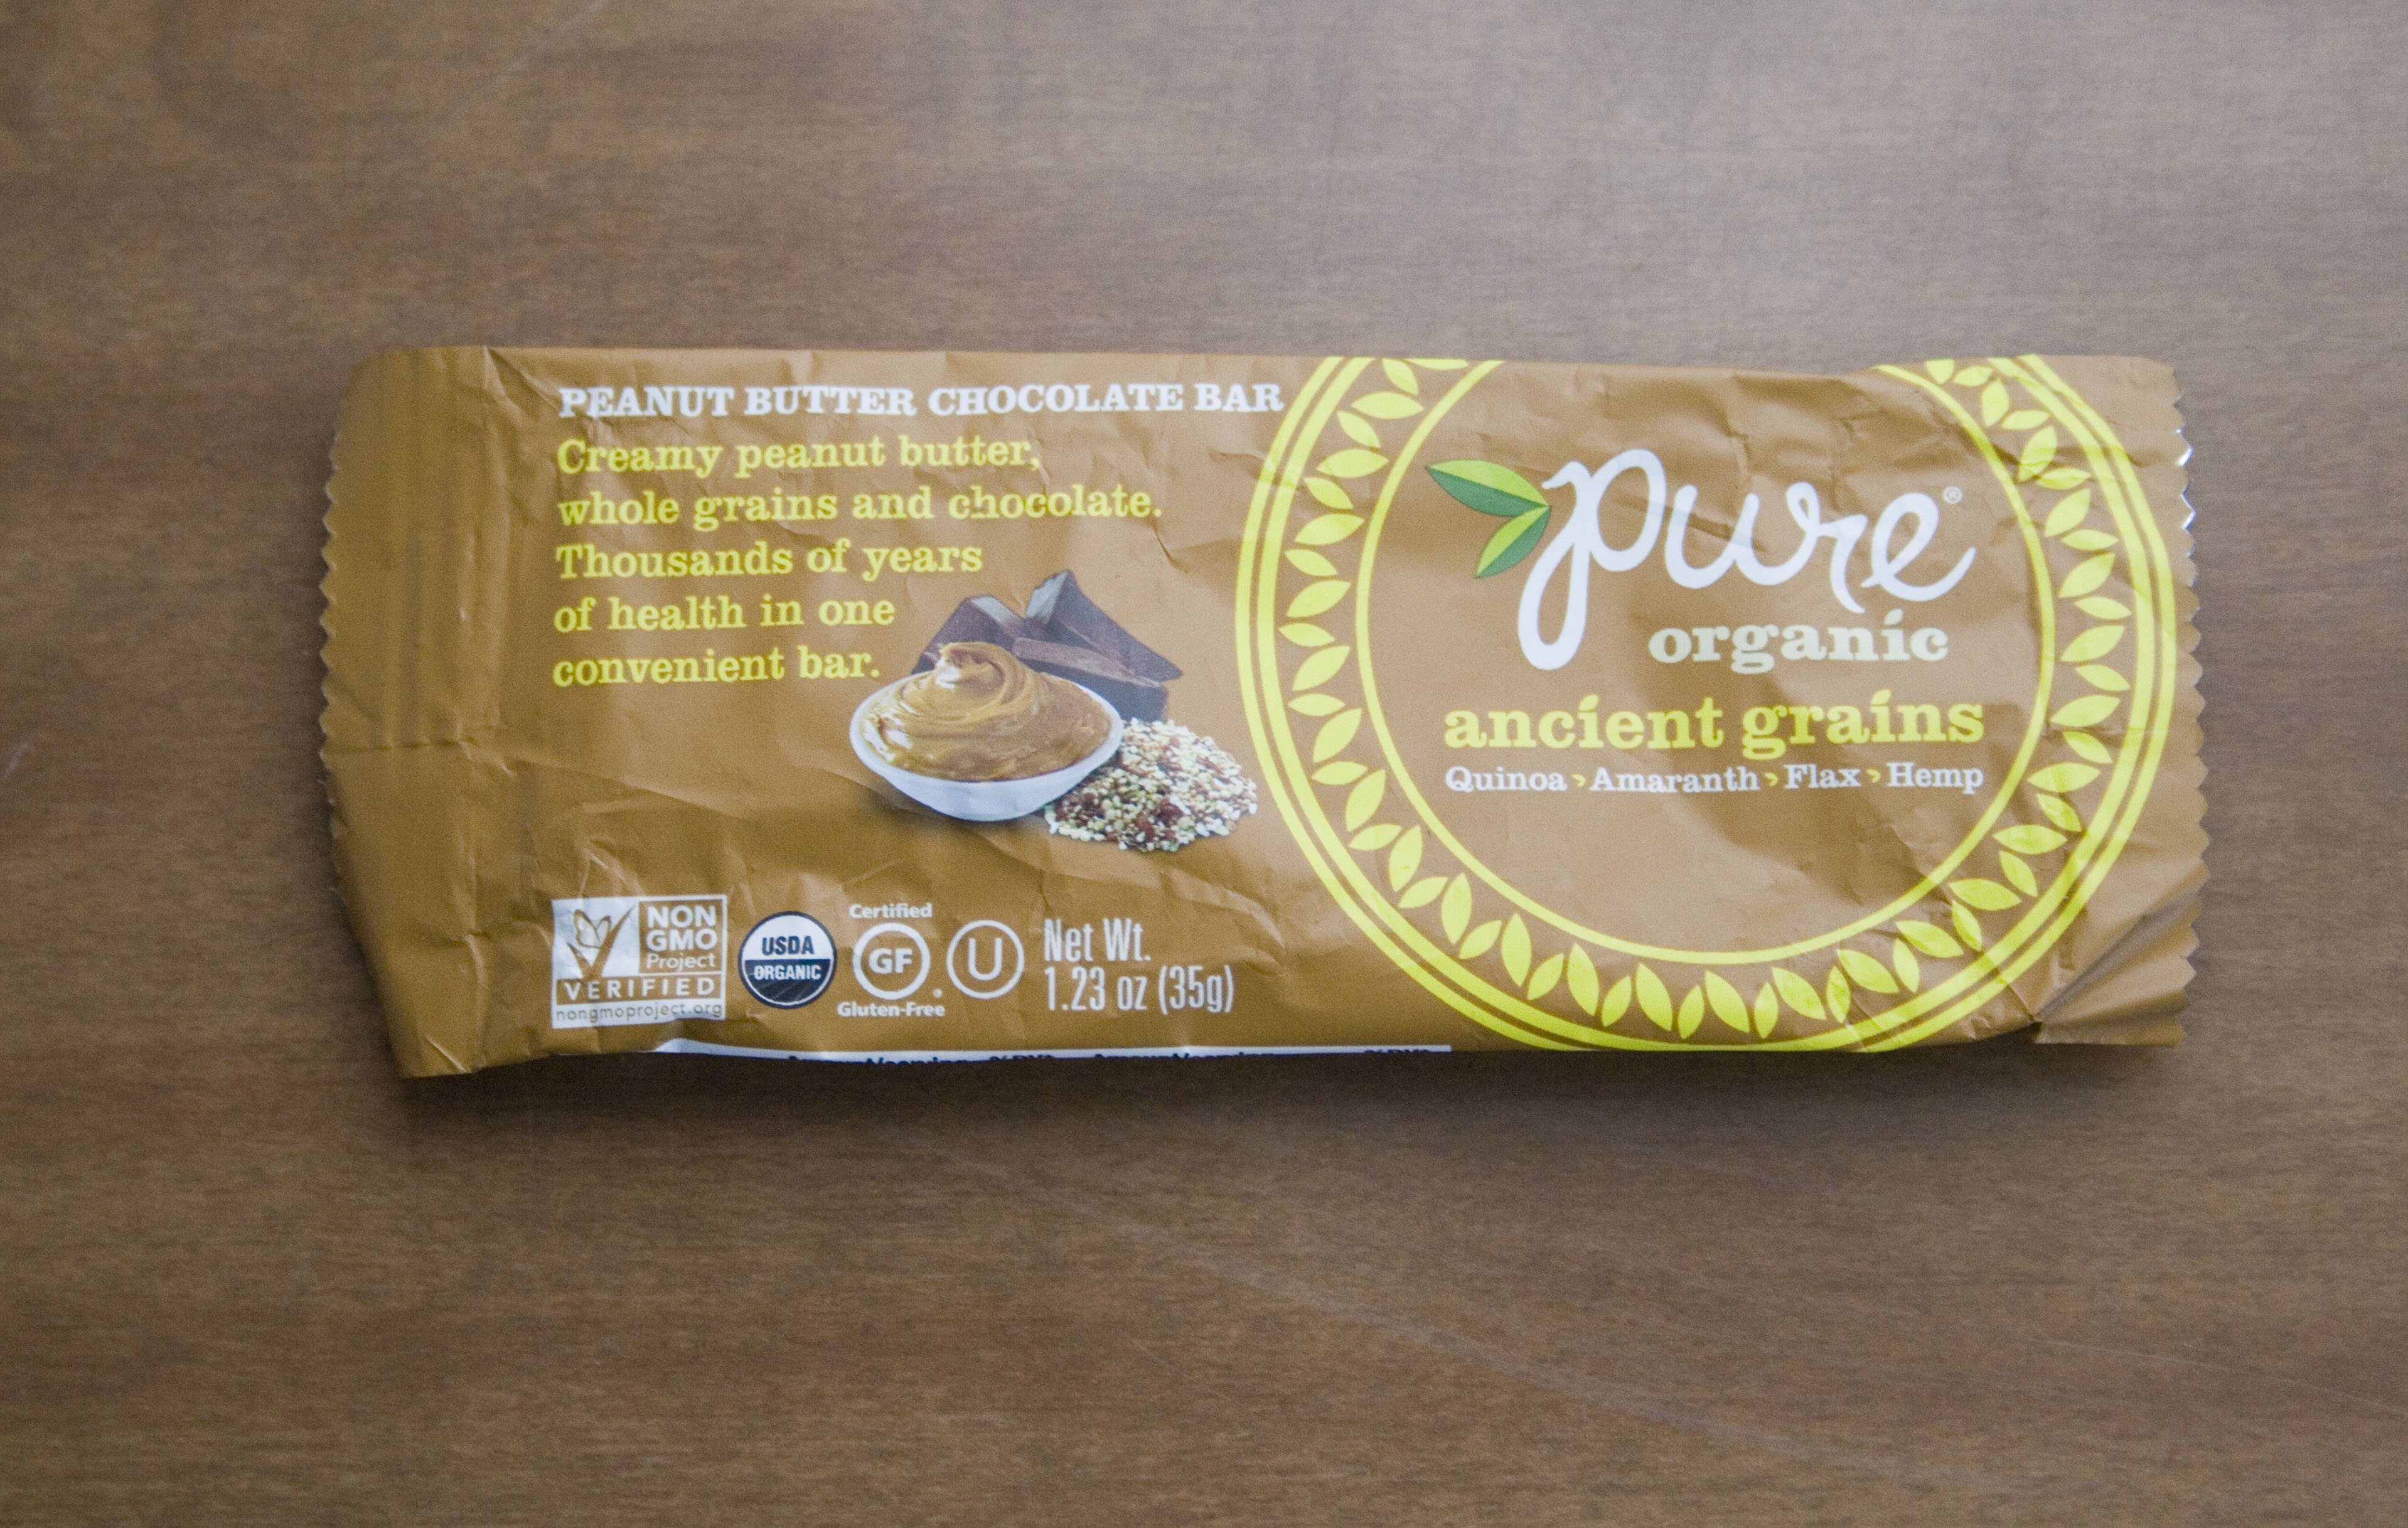 PEANUT BUTTER CHOCOLATE BAR
Creamy peanut butter,
whole grains and chocolate.
Thousands of years
of health in one
convenient bar.
pure®
organic
ancient grains
Quinoa › Amaranth › Flax › Hemp
NON
GMO
Project
VERIFIED
nongmoproject.org
USDA
ORGANIC
Certified
GF
Gluten-Free
U
Net Wt.
1.23 oz (35g)